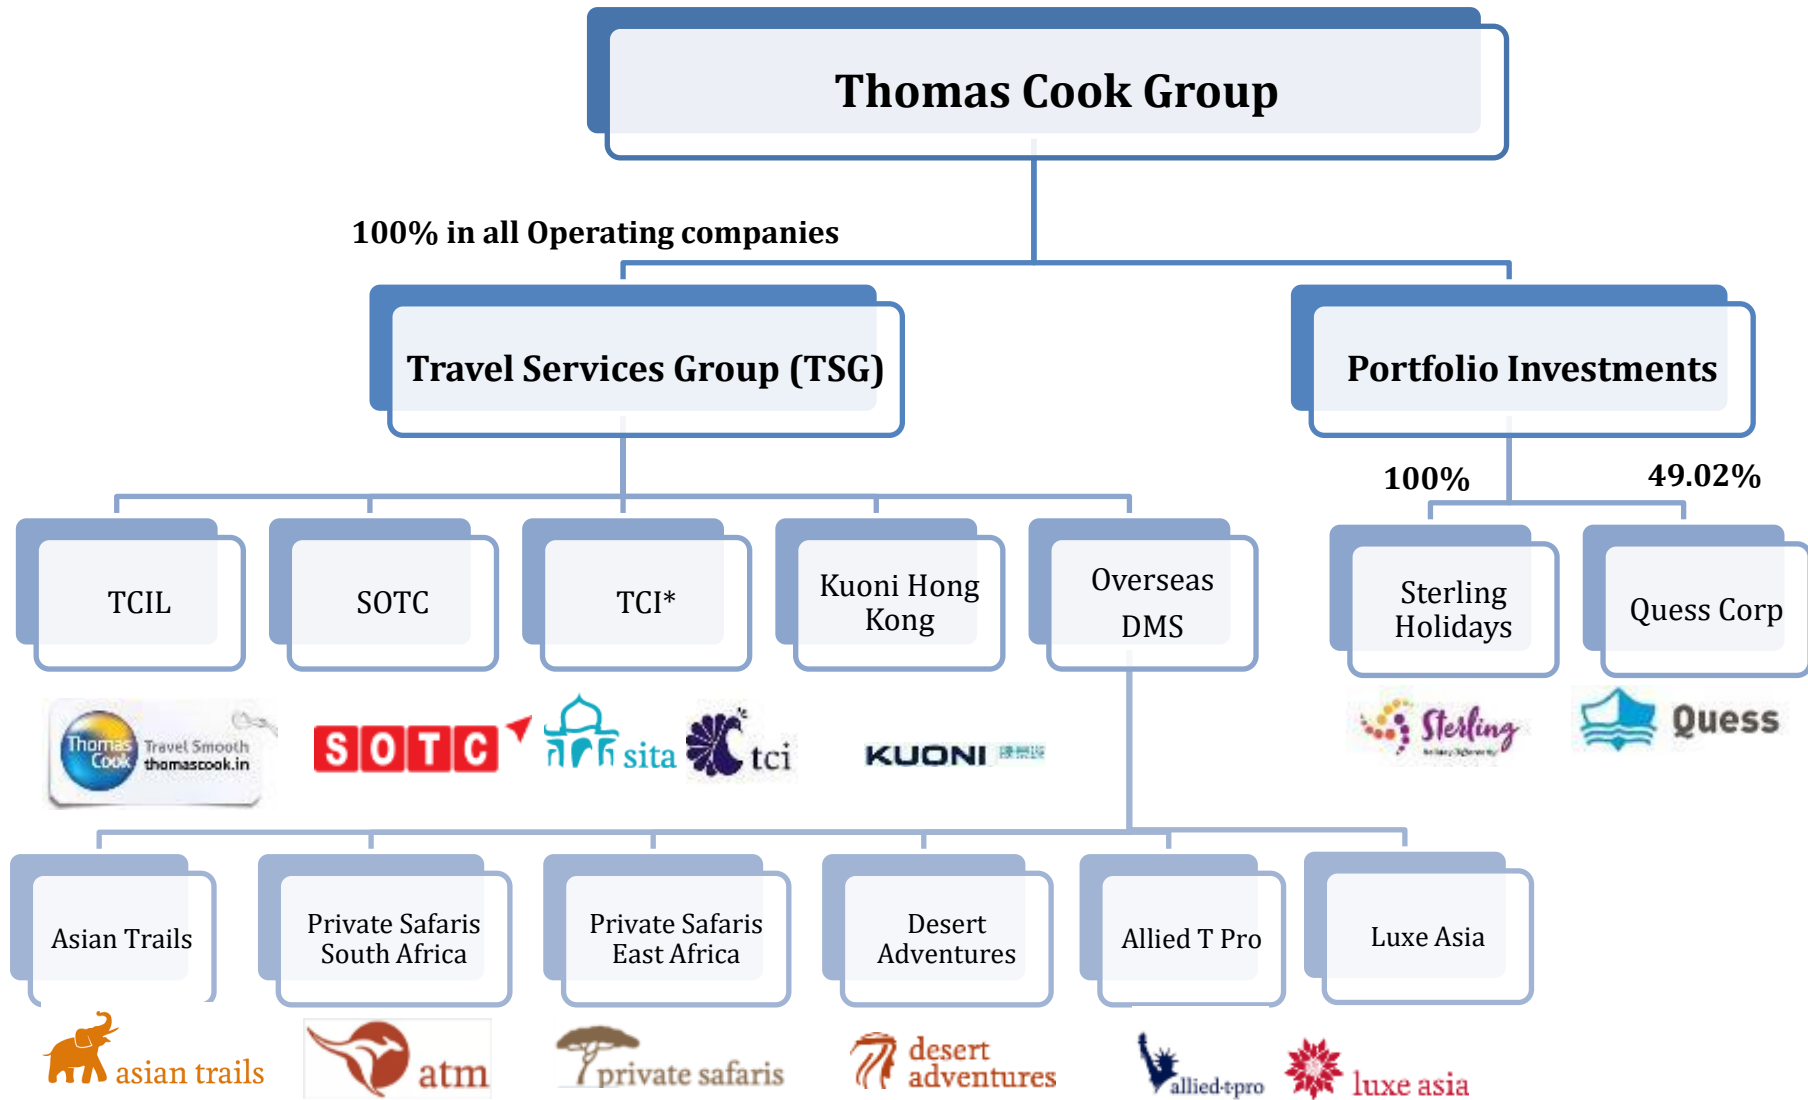 Thomas Cook Group
100% in all Operating companies
Travel Services Group (TSG)
Portfolio Investments
100%
49.02%
TCIL
SOTC
TCI*
Kuoni Hong
Kong
Overseas
DMS
Sterling
Holidays
Quess Corp
Thomas
Cook
Travel Smooth
thomascook.in
SOTC
sita
tci
KUONI
Sterling
Quess
Asian Trails
Private Safaris
South Africa
Private Safaris
East Africa
Desert
Adventures
Allied T Pro
Luxe Asia
asian trails
atm
private safaris
desert
adventures
allied-tpro
luxe asia